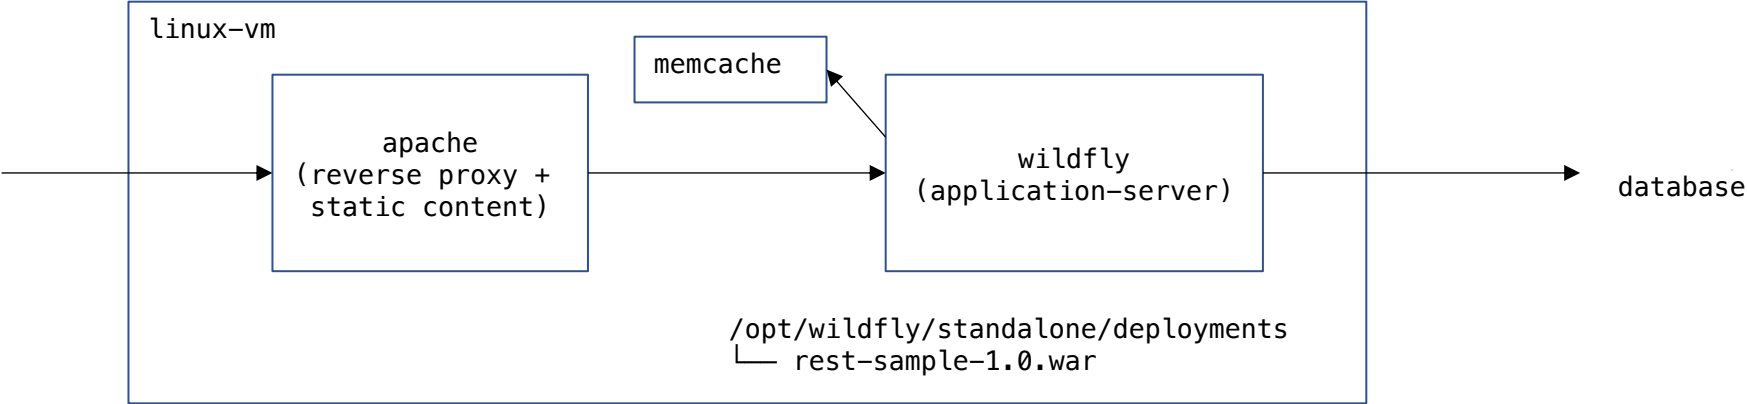 linux-vm
memcache
apache
(reverse proxy +
static content)
wildfly
(application-server)
database
/opt/wildfly/standalone/deployments
└── rest-sample-1.0.war